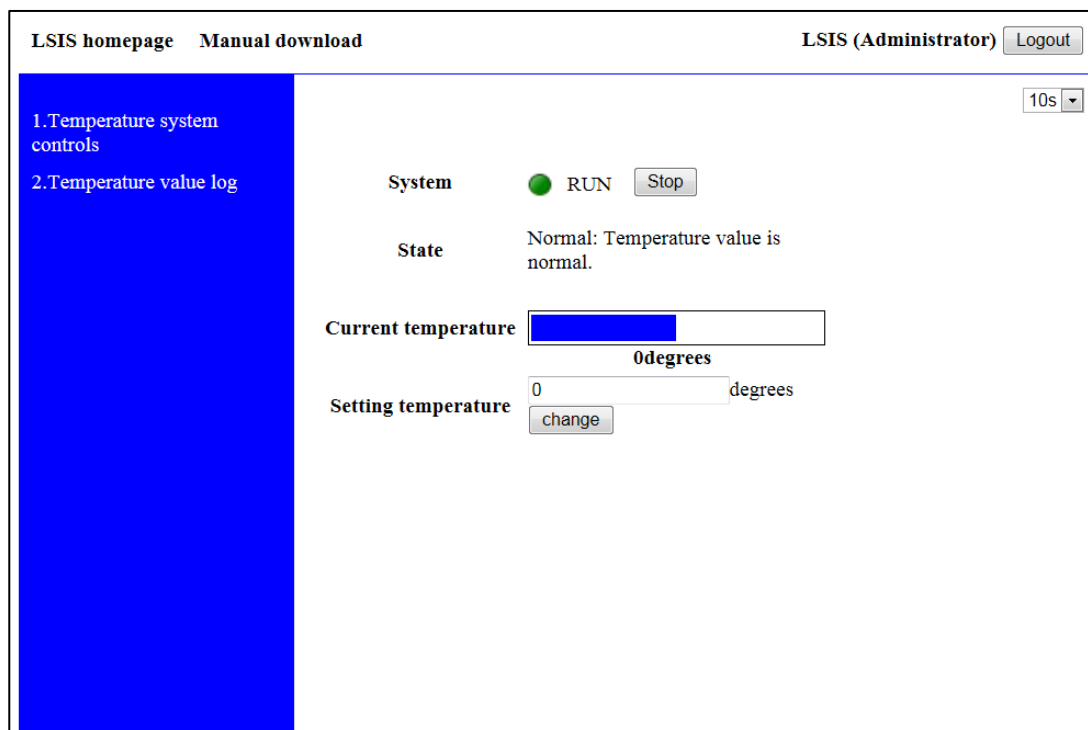 LSIS homepage Manual download LSIS (Administrator) Logout
10s
1.Temperature system
controls
2.Temperature value log
System RUN Stop
State Normal: Temperature value is
normal.
Current temperature
0degrees
Setting temperature 0 degrees
change